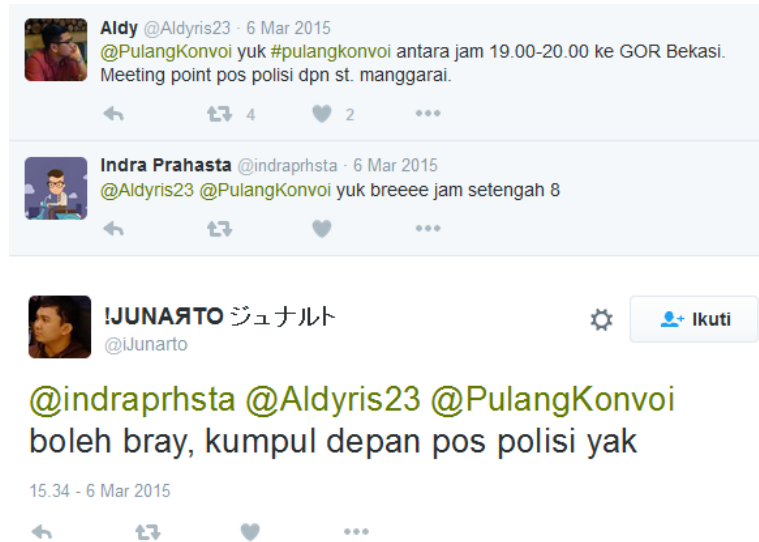 Aldy @Aldyris23 · 6 Mar 2015
@PulangKonvoi yuk #pulangkonvoi antara jam 19.00-20.00 ke GOR Bekasi.
Meeting point pos polisi dpn st. manggarai.
4 2
Indra Prahasta @indraprhsta · 6 Mar 2015
@Aldyris23 @PulangKonvoi yuk breeee jam setengah 8
!JUNAЯTO ジュナルト
Ikuti
@iJunarto
@indraprhsta @Aldyris23 @PulangKonvoi
boleh bray, kumpul depan pos polisi yak
15.34 - 6 Mar 2015